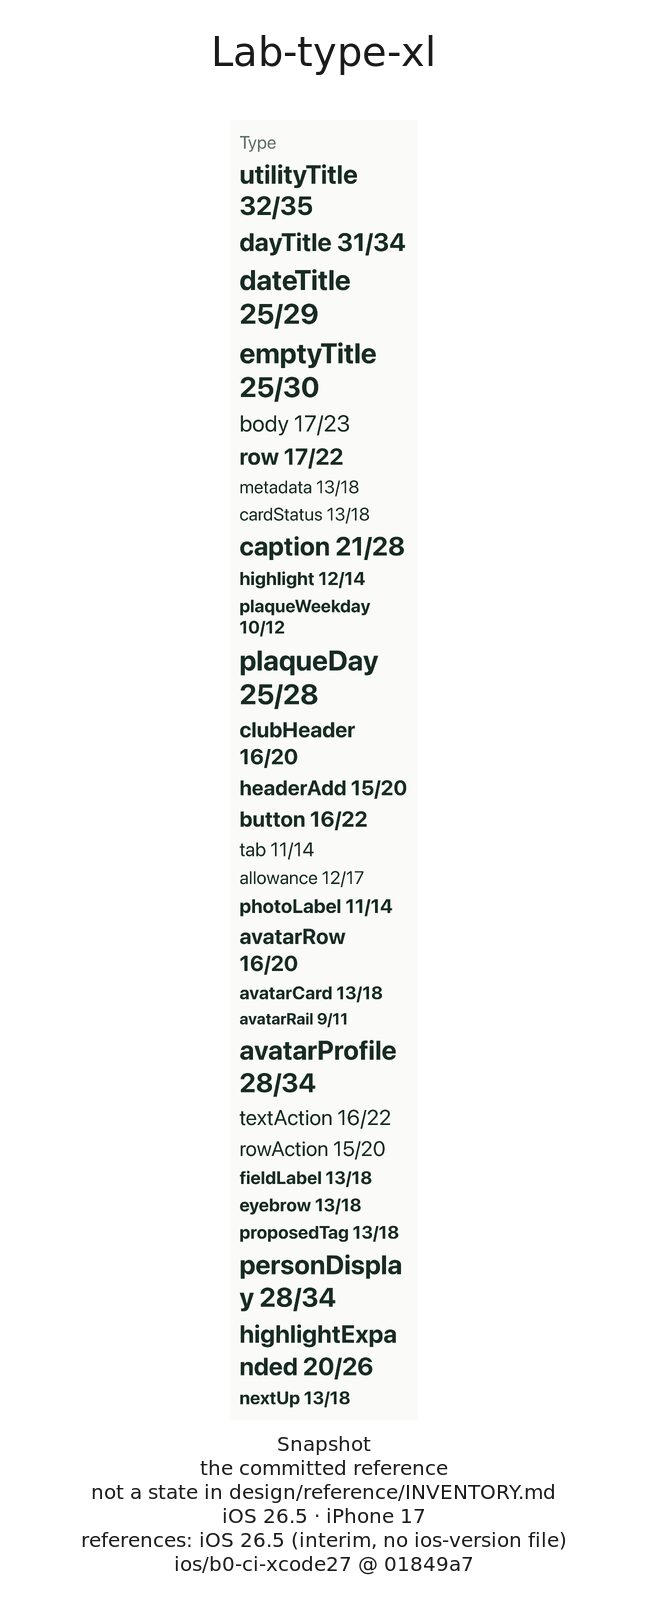 Lab-type-xl
Type
utilityTitle
32/35
dayTitle 31/34
dateTitle
25/29
emptyTitle
25/30
body 17/23
row 17/22
metadata 13/18
cardStatus 13/18
caption 21/28
highlight 12/14
plaqueWeekday
10/12
plaqueDay
25/28
clubHeader
16/20
headerAdd 15/20
button 16/22
tab 11/14
allowance 12/17
photoLabel 11/14
avatarRow
16/20
avatarCard 13/18
avatarRail 9/11
avatarProfile
28/34
textAction 16/22
rowAction 15/20
fieldLabel 13/18
eyebrow 13/18
proposedTag 13/18
personDispla
y 28/34
highlightExpa
nded 20/26
nextUp 13/18
Snapshot
the committed reference
not a state in design/reference/INVENTORY.md
iOS 26.5 · iPhone 17
references: iOS 26.5 (interim, no ios-version file)
ios/b0-ci-xcode27 @ 01849a7